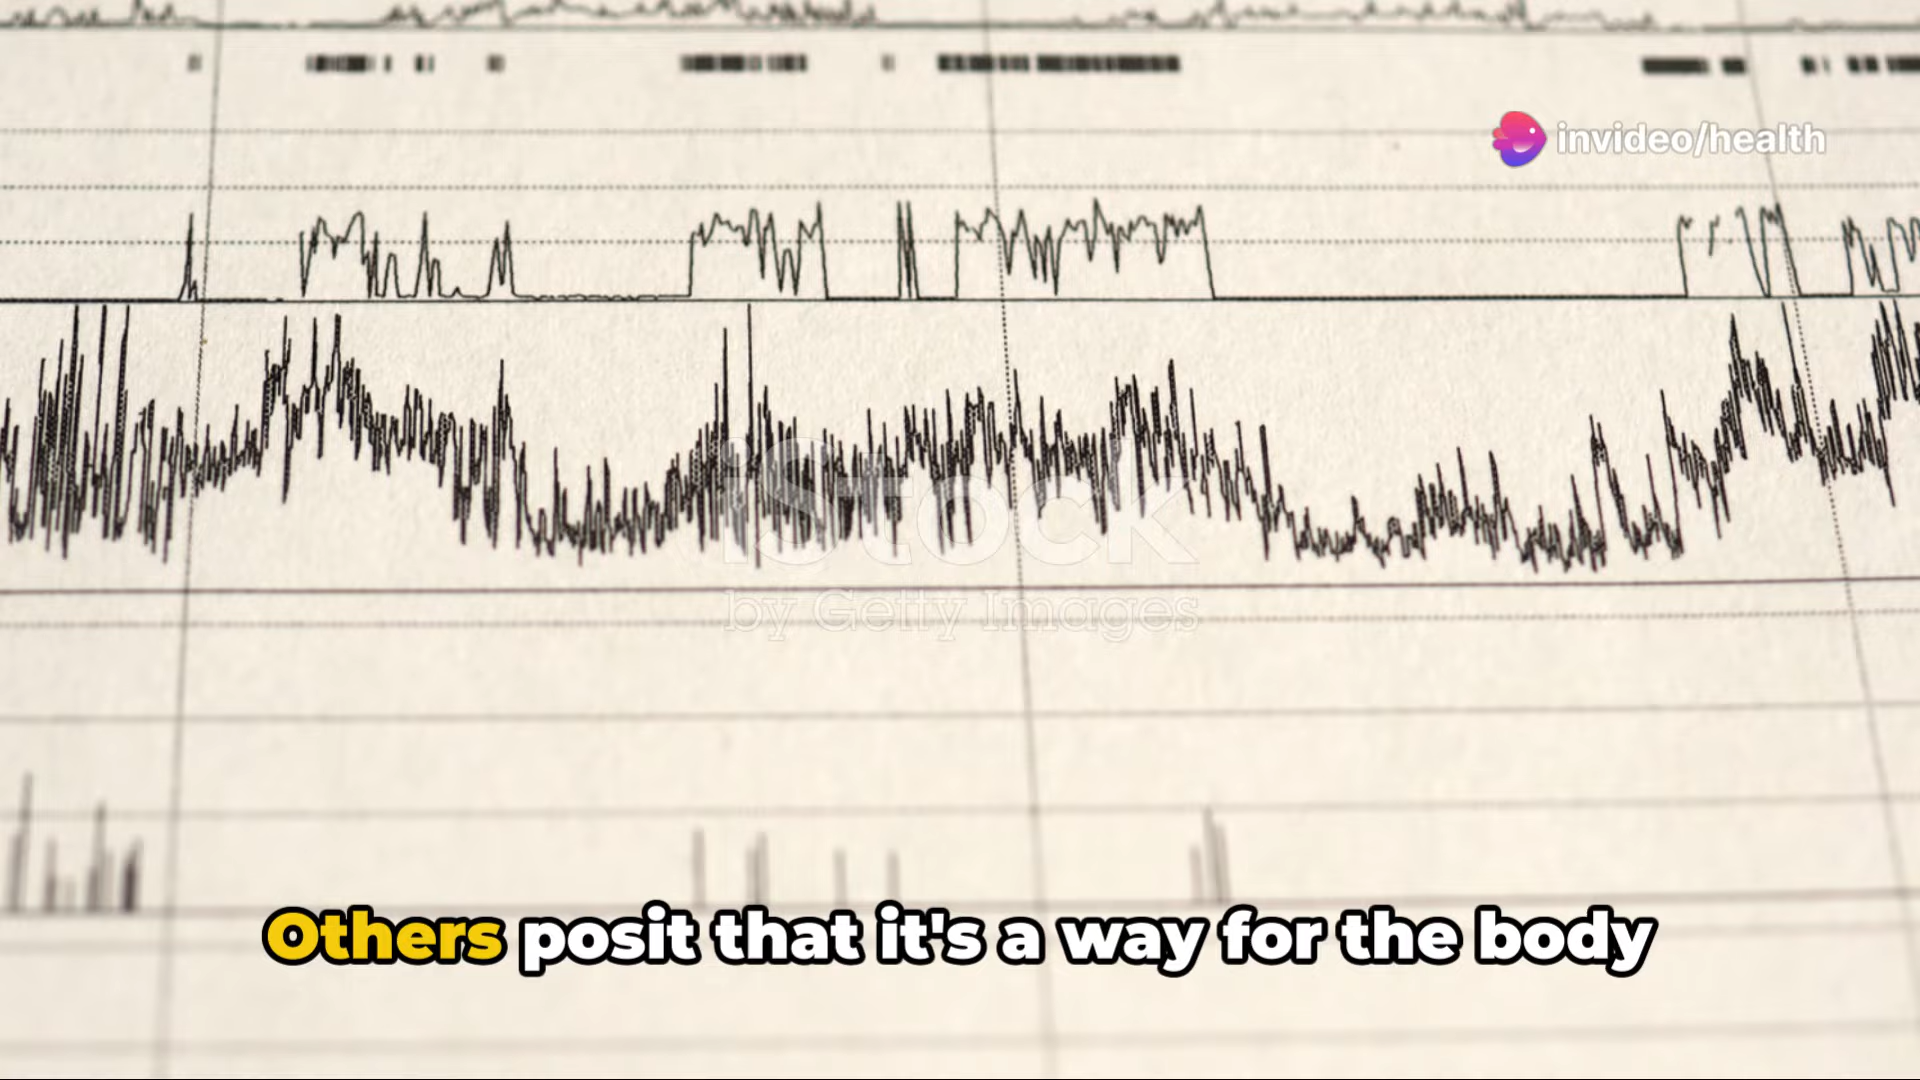 invideo/health
iStock
by Getty Images
Others posit that it's a way for the body